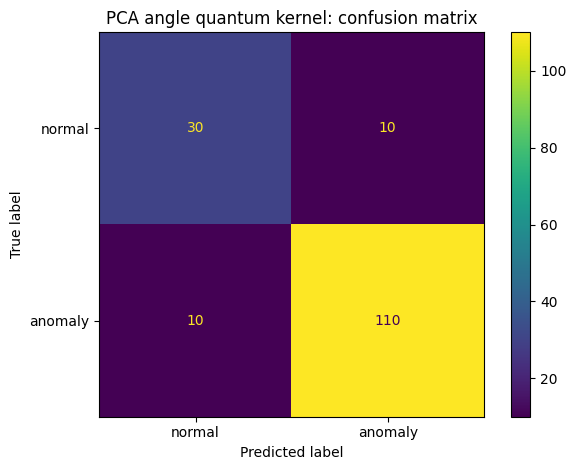 PCA angle quantum kernel: confusion matrix
True label
normal
30
10
anomaly
10
110
normal
anomaly
Predicted label
100
80
60
40
20